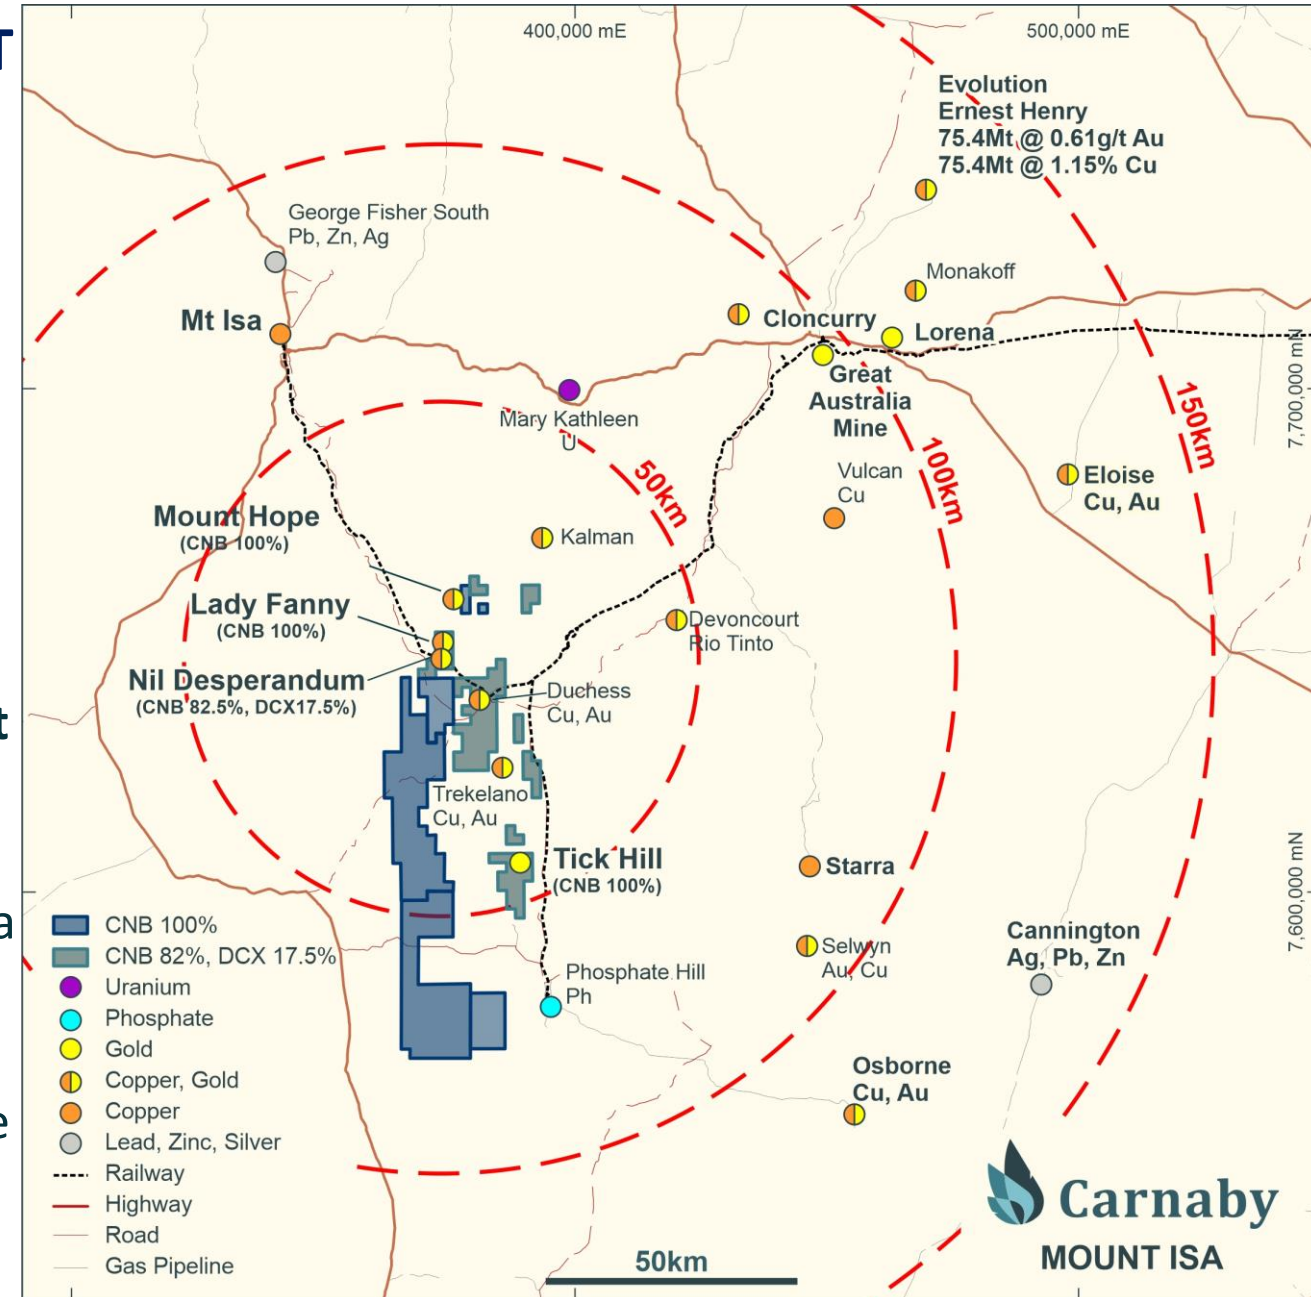 T
400,000 mE
500,000 mE
Evolution
Ernest Henry
75.4Mt @ 0.61g/t Au
75.4Mt @ 1.15% Cu
George Fisher South
Pb, Zn, Ag
Monakoff
Mt Isa
Cloncurry
Lorena
Great
Australia
Mine
7,700,000 mN
Mary Kathleen
U
150km
100km
50km
Vulcan
Cu
Eloise
Cu, Au
Mount Hope
(CNB 100%)
Kalman
Lady Fanny
(CNB 100%)
Devoncourt
Rio Tinto
Nil Desperandum
(CNB 82.5%, DCX17.5%)
Duchess
Cu, Au
t
Trekelano
Cu, Au
Tick Hill
(CNB 100%)
Starra
7,600,000 mN
a
Selwyn
Au, Cu
Cannington
Ag, Pb, Zn
Phosphate Hill
Ph
Osborne
Cu, Au
e
CNB 100%
CNB 82%, DCX 17.5%
Uranium
Phosphate
Gold
Copper, Gold
Copper
Lead, Zinc, Silver
Railway
Highway
Road
Gas Pipeline
50km
Carnaby
MOUNT ISA